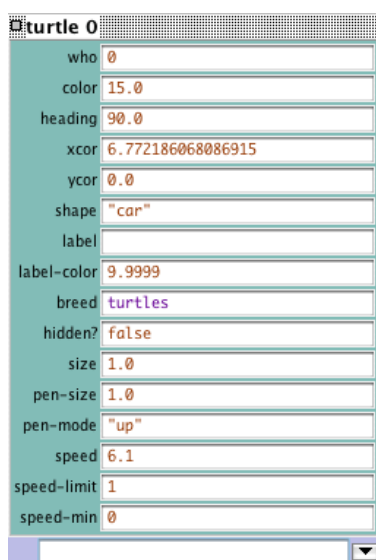 turtle 0
who 0
color 15.0
heading 90.0
xcor 6.772186068086915
ycor 0.0
shape "car"
label
label-color 9.9999
breed turtles
hidden? false
size 1.0
pen-size 1.0
pen-mode "up"
speed 6.1
speed-limit 1
speed-min 0